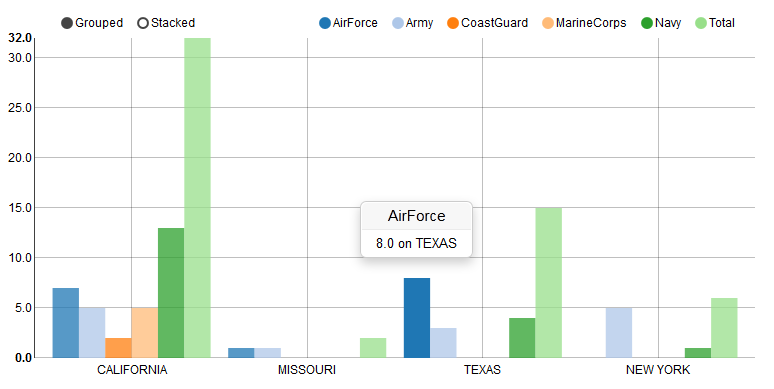 Grouped Stacked AirForce Army CoastGuard MarineCorps Navy Total
32.0
30.0
25.0
20.0
15.0
AirForce
8.0 on TEXAS
10.0
5.0
0.0
CALIFORNIA MISSOURI TEXAS NEW YORK